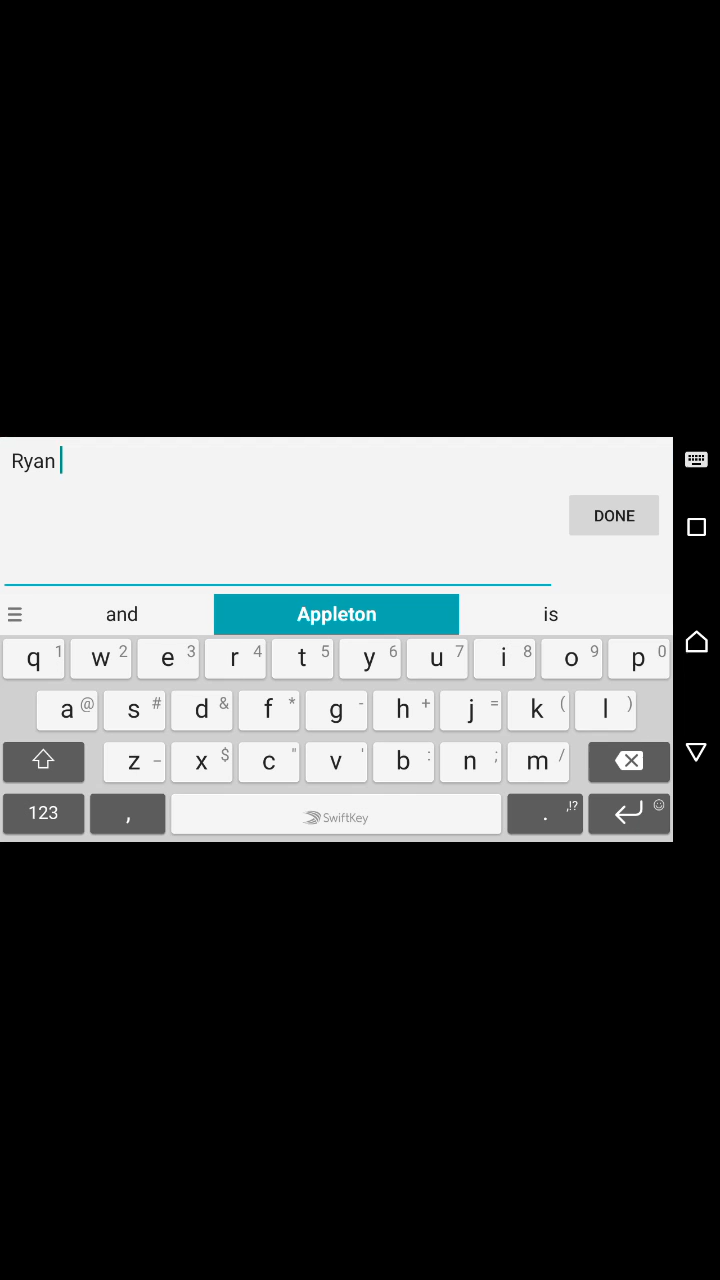 Ryan
DONE
and Appleton is
q 1 w 2 e 3 r 4 t 5 y 6 u 7 i 8 o 9 p 0
a @ s # d & f * g - h + j = k ( l )
z _ x $ c " v ' b : n ; m /
123 , SwiftKey . ,!?